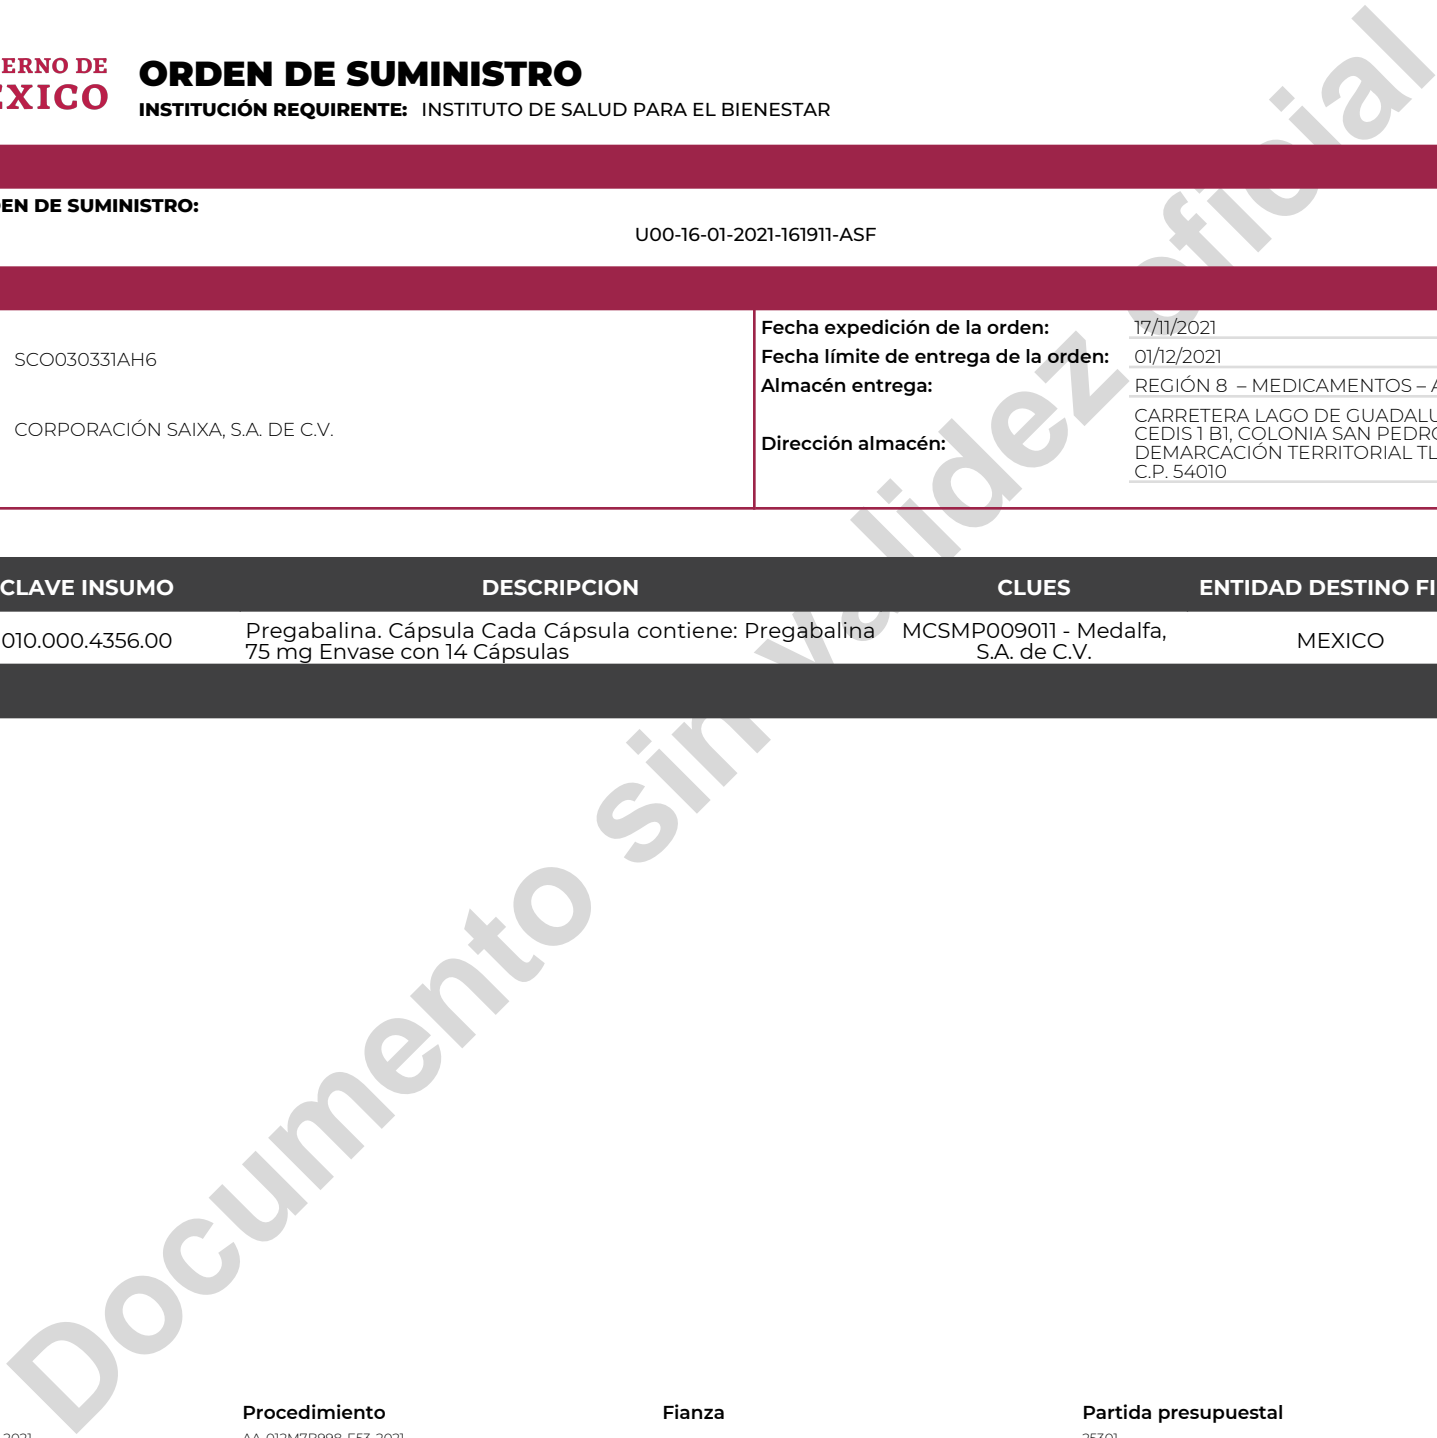 ERNO DE
EXICO
ORDEN DE SUMINISTRO
INSTITUCIÓN REQUIRENTE: INSTITUTO DE SALUD PARA EL BIENESTAR
EN DE SUMINISTRO:
U00-16-01-2021-161911-ASF
SCO030331AH6
CORPORACIÓN SAIXA, S.A. DE C.V.
Fecha expedición de la orden: 17/11/2021
Fecha límite de entrega de la orden: 01/12/2021
Almacén entrega: REGIÓN 8 – MEDICAMENTOS – A
Dirección almacén:
CARRETERA LAGO DE GUADALU
CEDIS 1 B1, COLONIA SAN PEDRO
DEMARCACIÓN TERRITORIAL TL
C.P. 54010
CLAVE INSUMO DESCRIPCION CLUES ENTIDAD DESTINO FI
010.000.4356.00
Pregabalina. Cápsula Cada Cápsula contiene: Pregabalina
75 mg Envase con 14 Cápsulas
MCSMP009011 - Medalfa,
S.A. de C.V.
MEXICO
Documento sin validez oficial
Procedimiento Fianza Partida presupuestal